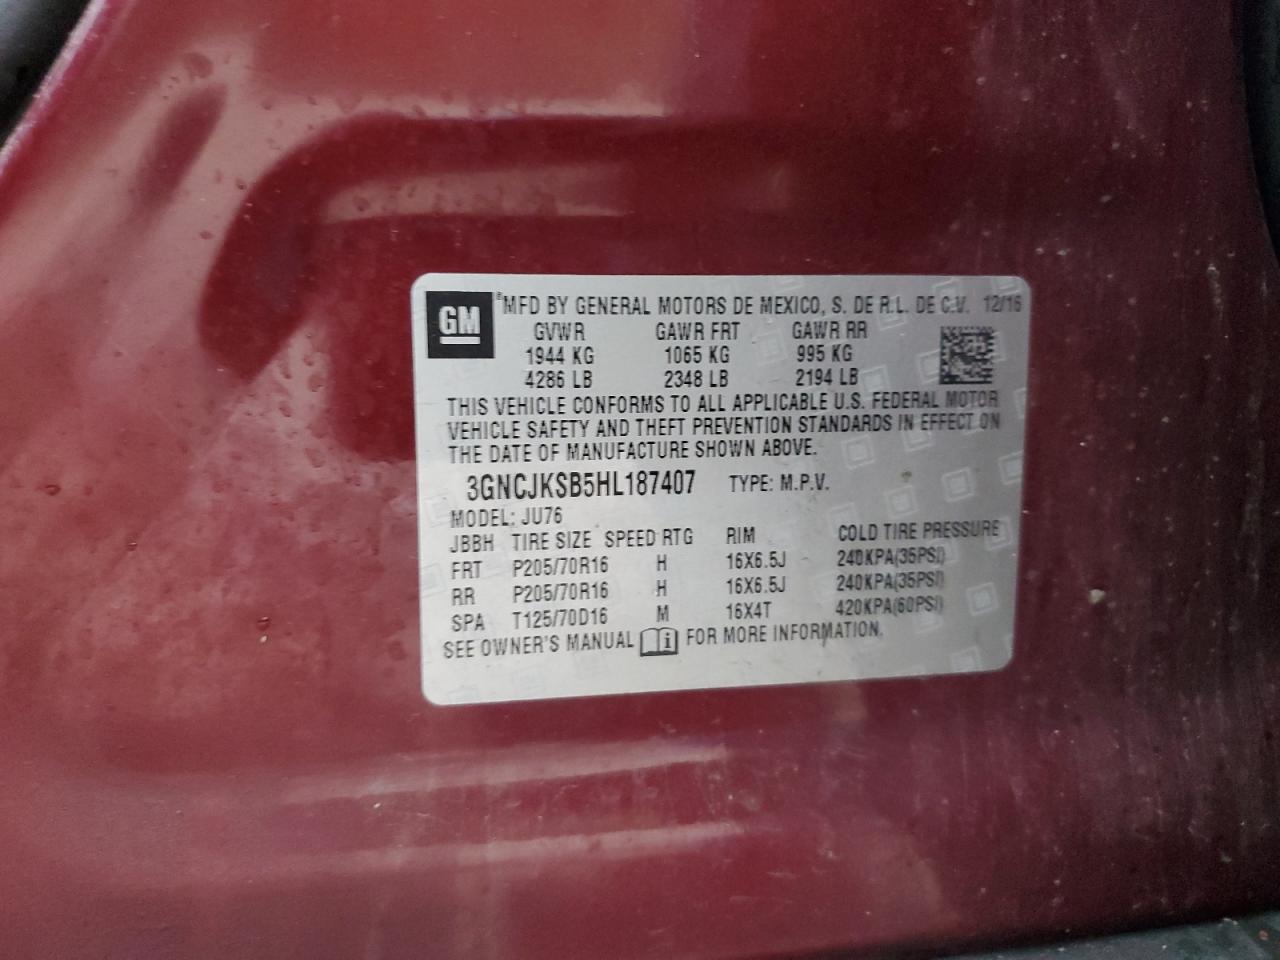 GM ®MFD BY GENERAL MOTORS DE MEXICO, S. DE R.L. DE C.V. 12/16
GVWR GAWR FRT GAWR RR
1944 KG 1065 KG 995 KG
4286 LB 2348 LB 2194 LB
THIS VEHICLE CONFORMS TO ALL APPLICABLE U.S. FEDERAL MOTOR
VEHICLE SAFETY AND THEFT PREVENTION STANDARDS IN EFFECT ON
THE DATE OF MANUFACTURE SHOWN ABOVE.
3GNCJKSB5HL187407 TYPE: M.P.V.
MODEL: JU76
JBBH TIRE SIZE SPEED RTG RIM COLD TIRE PRESSURE
FRT P205/70R16 H 16X6.5J 240KPA(35PSI)
RR P205/70R16 H 16X6.5J 240KPA(35PSI)
SPA T125/70D16 M 16X4T 420KPA(60PSI)
SEE OWNER'S MANUAL i FOR MORE INFORMATION.